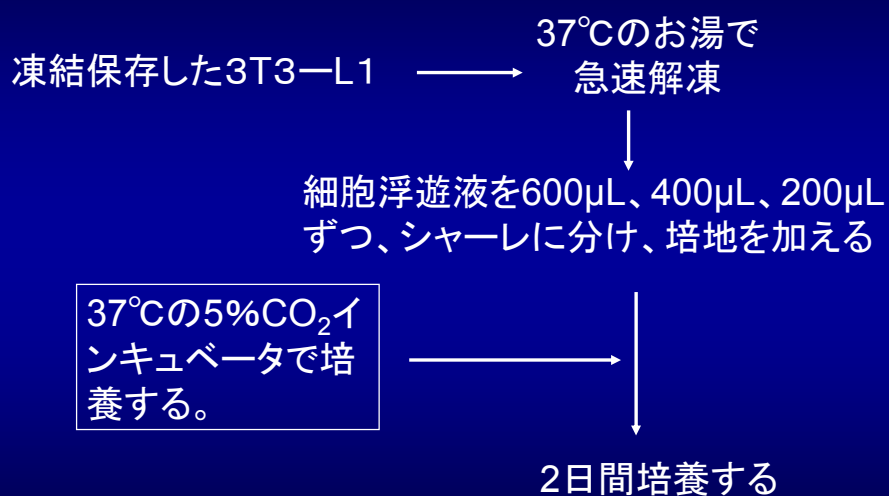 凍結保存した3T3ーL1
37℃のお湯で
急速解凍
細胞浮遊液を600μL、400μL、200μL
ずつ、シャーレに分け、培地を加える
37℃の5%CO₂イ
ンキュベータで培
養する。
2日間培養する